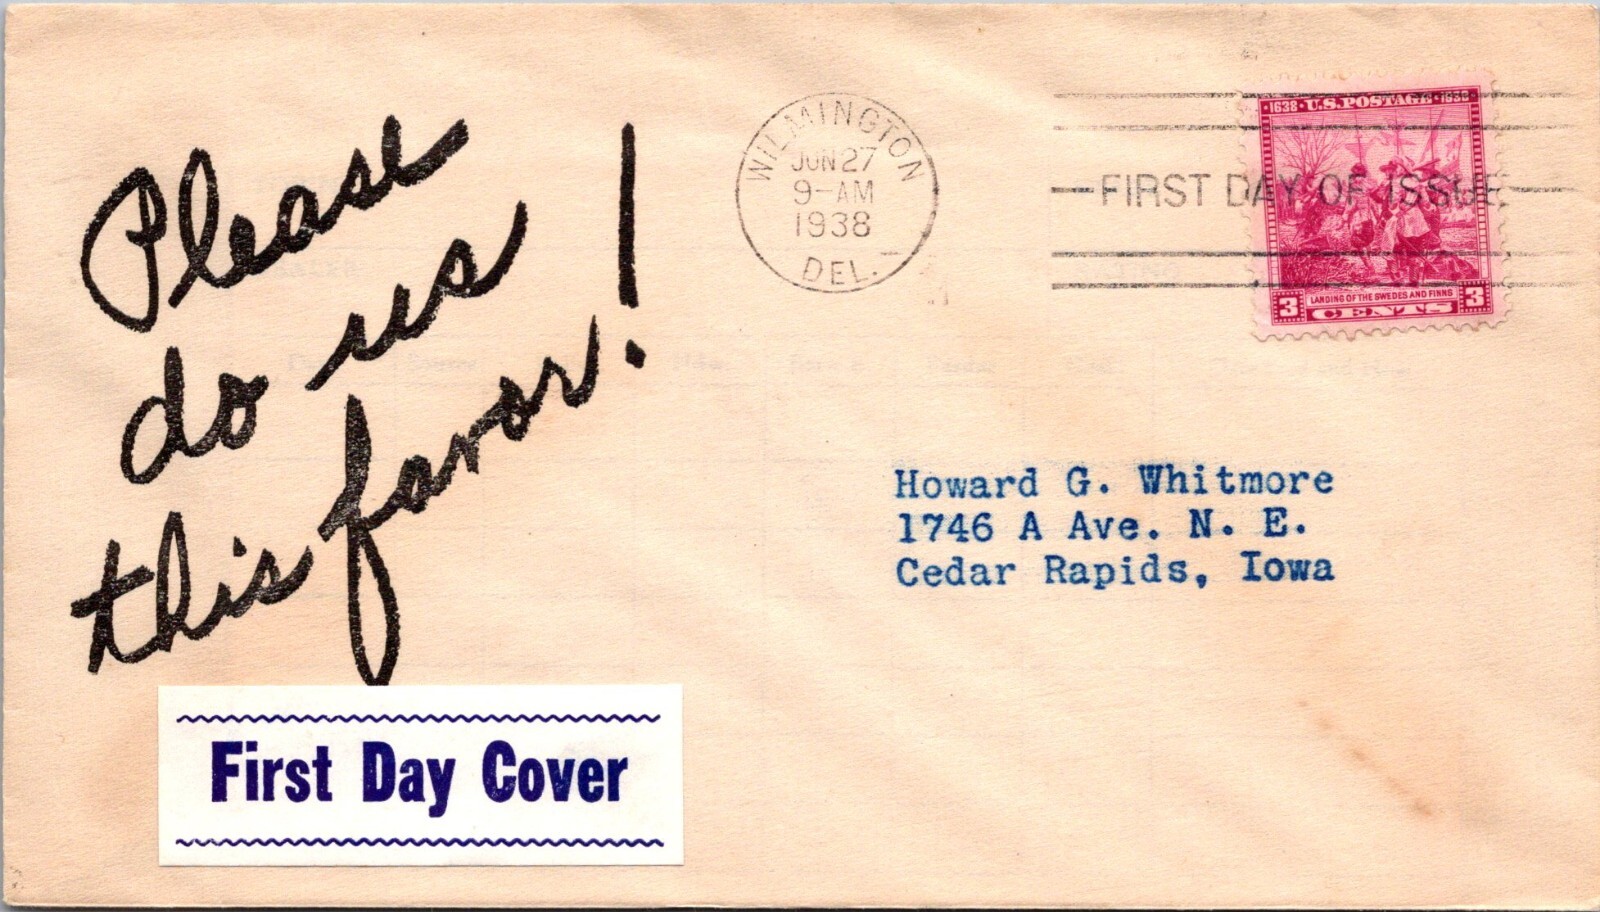 Please
do us
this favor!
WILMINGTON
JUN 27
9-AM
1938
DEL.
FIRST DAY OF ISSUE
1638 · U.S. POSTAGE · 1938
LANDING OF THE SWEDES AND FINNS
3 CENTS 3
Howard G. Whitmore
1746 A Ave. N. E.
Cedar Rapids, Iowa
First Day Cover